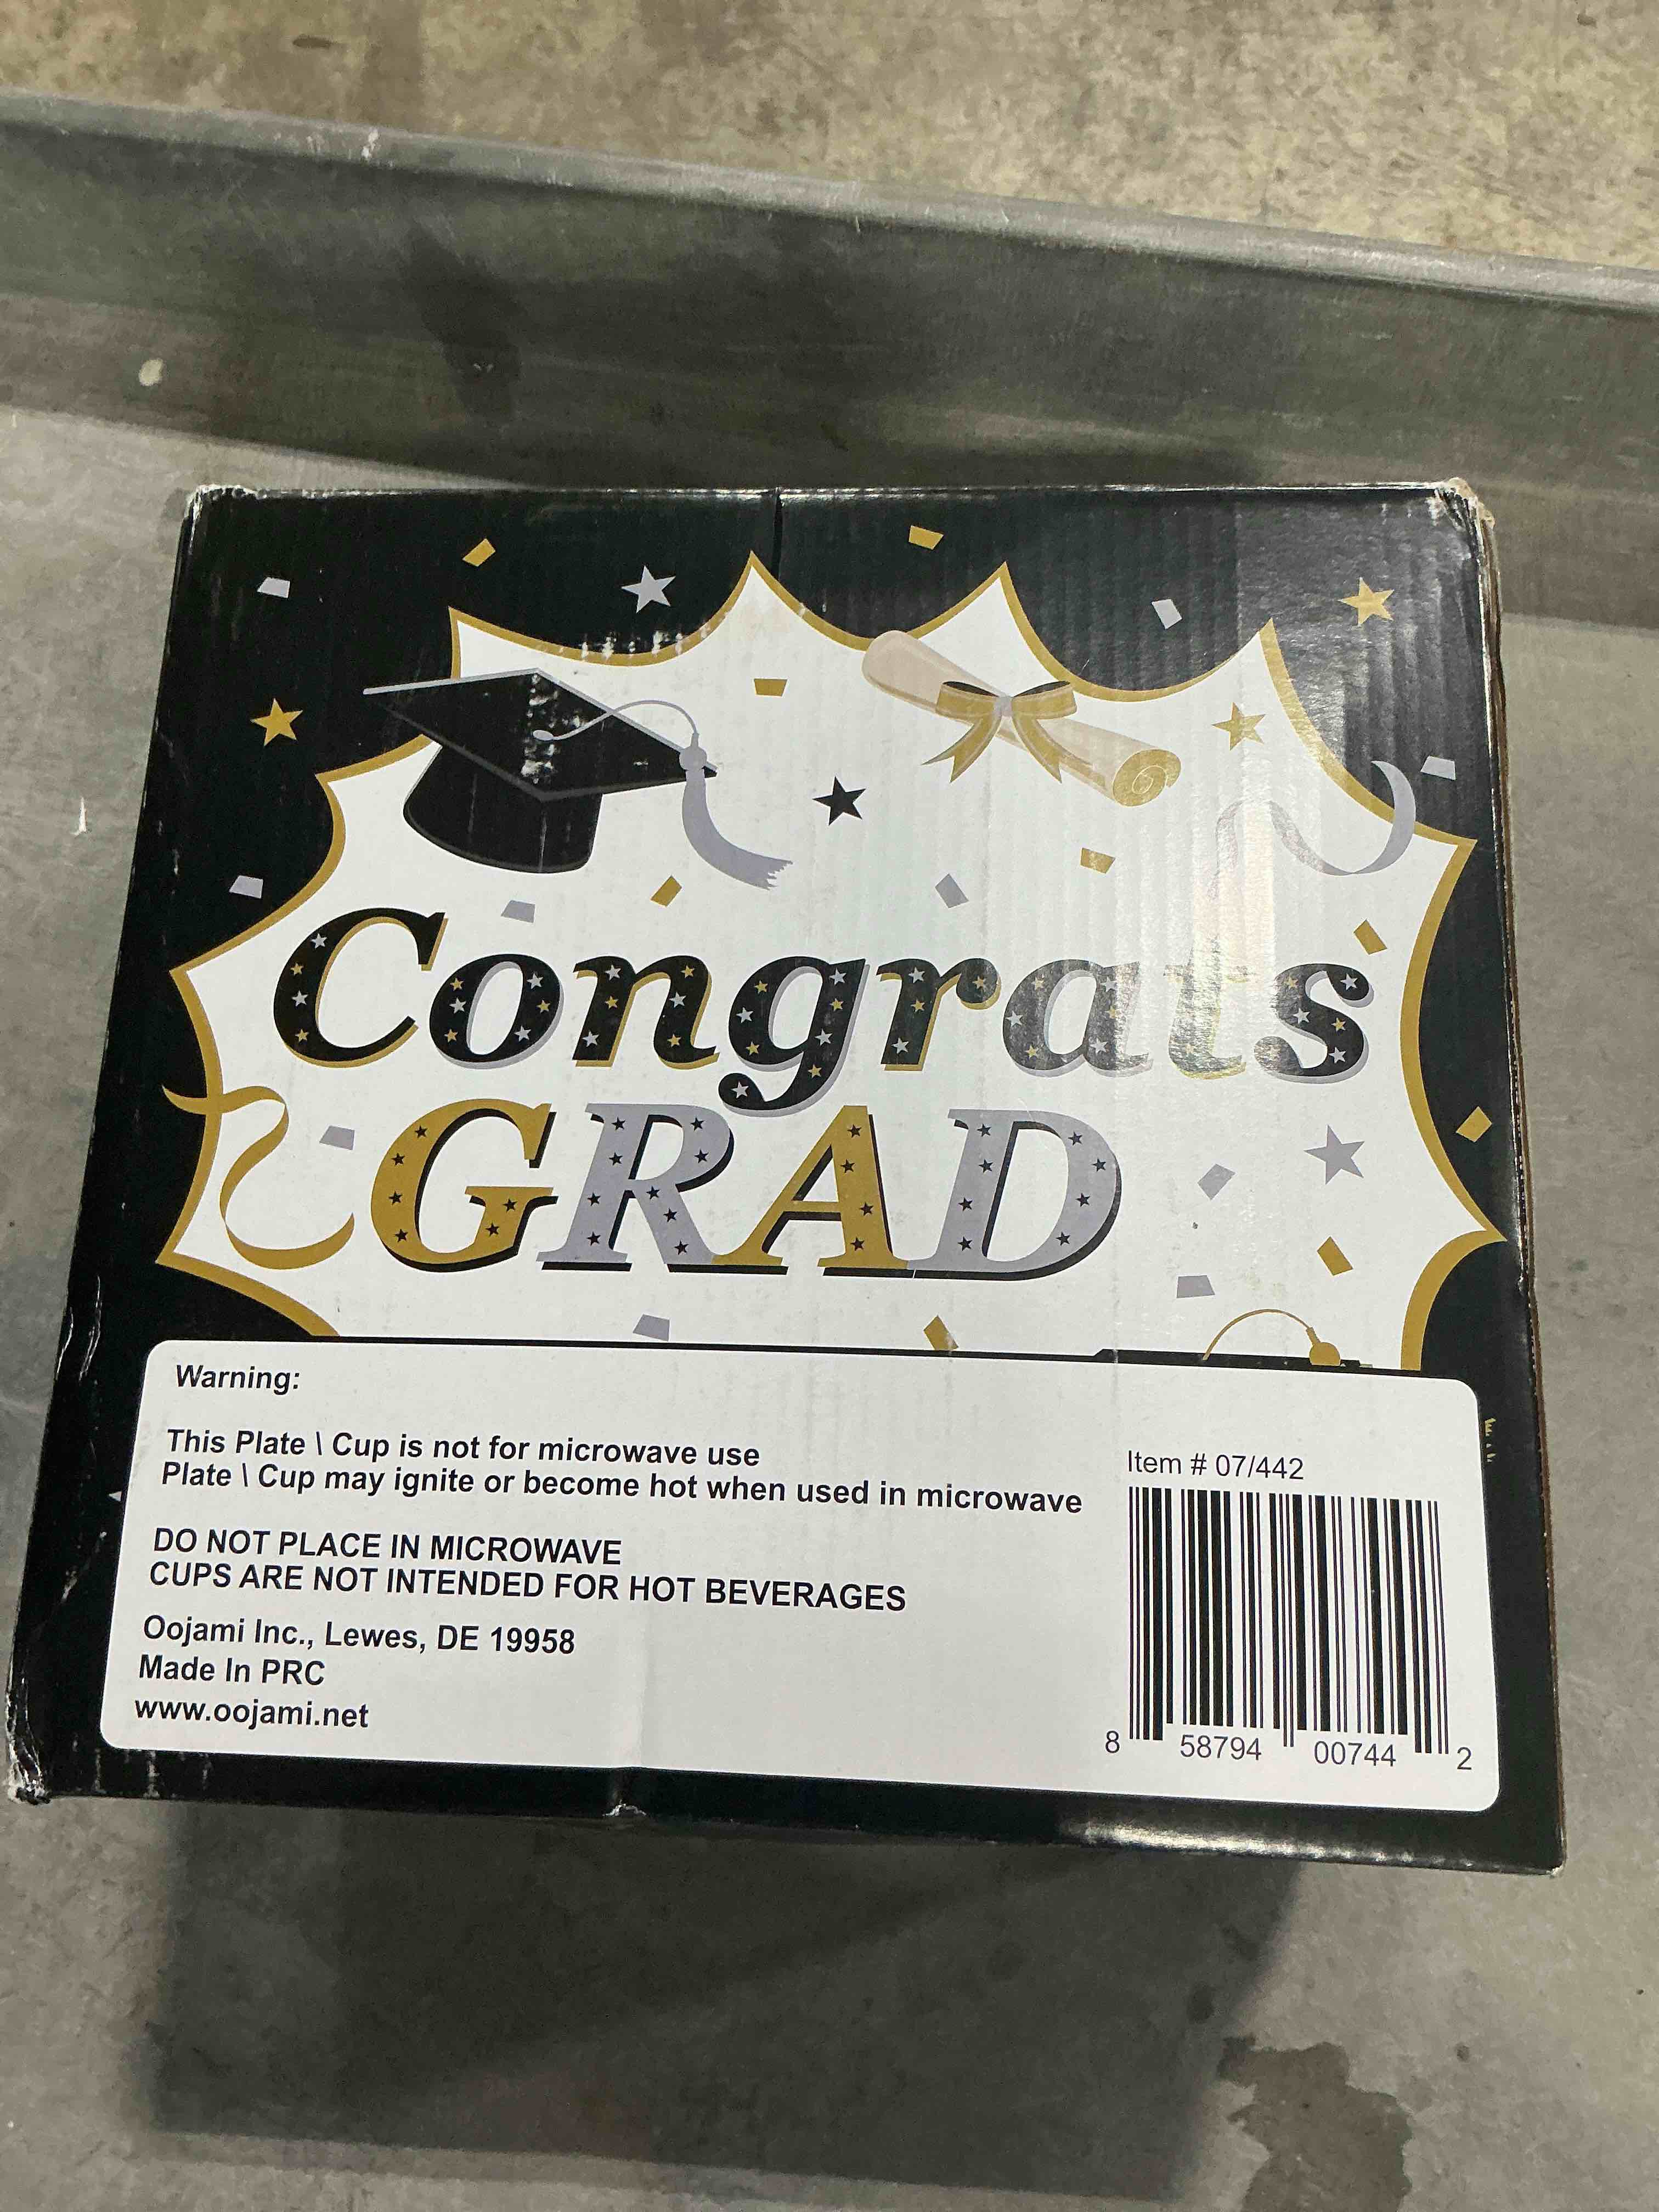 Congrats
GRAD
Warning:
This Plate \ Cup is not for microwave use
Plate \ Cup may ignite or become hot when used in microwave
DO NOT PLACE IN MICROWAVE
CUPS ARE NOT INTENDED FOR HOT BEVERAGES
Oojami Inc., Lewes, DE 19958
Made In PRC
www.oojami.net
Item # 07/442
8 58794 00744 2